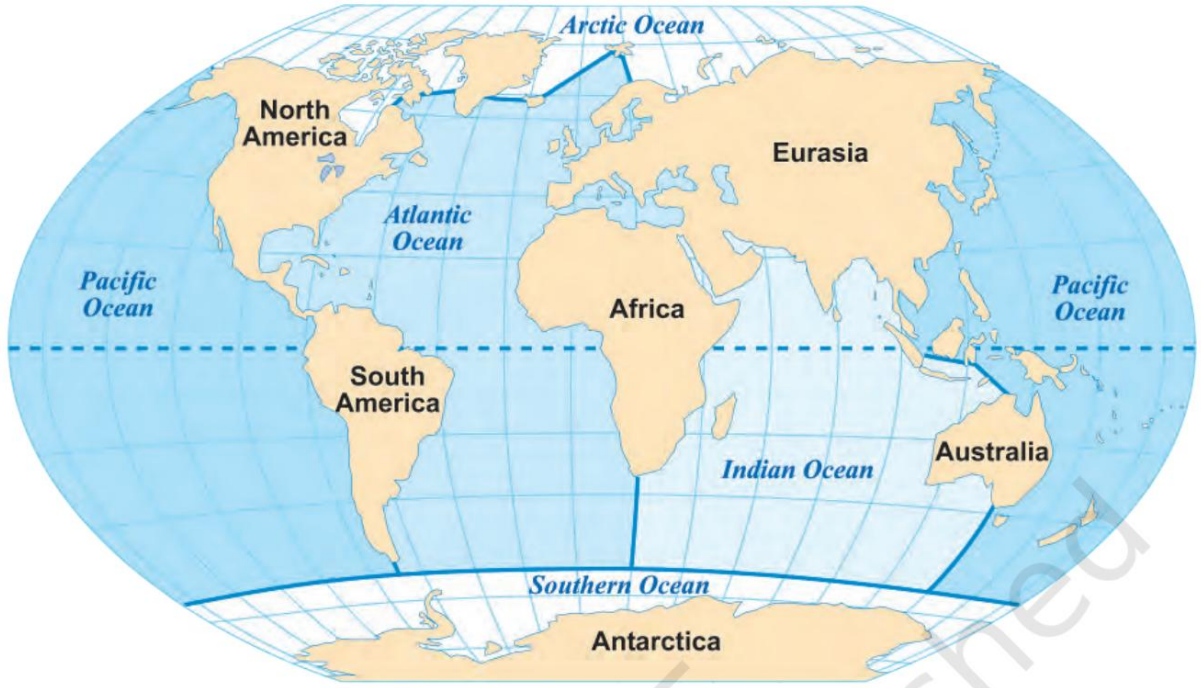 Arctic Ocean
North
America
Eurasia
Atlantic
Ocean
Pacific
Ocean
Africa
Pacific
Ocean
South
America
Australia
Indian Ocean
Southern Ocean
Antarctica